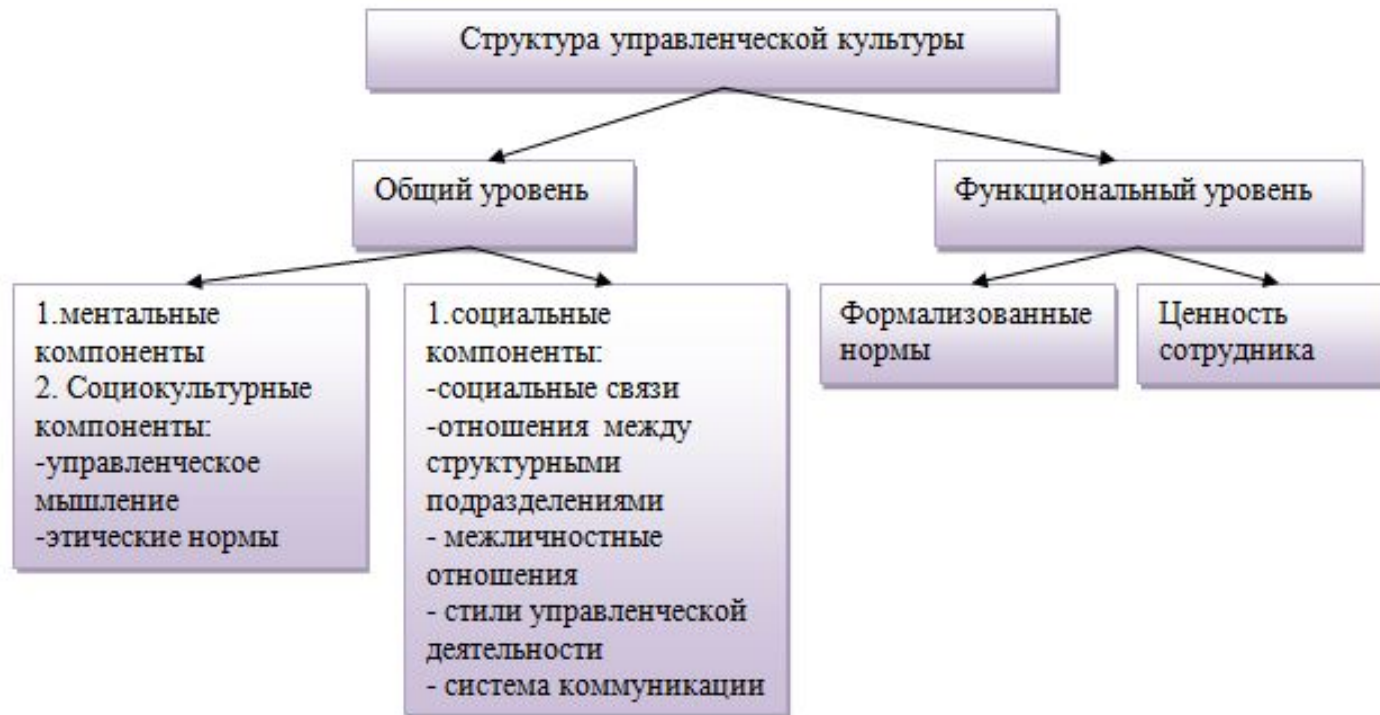 Структура управленческой культуры
Общий уровень
Функциональный уровень
1.ментальные
компоненты
2. Социокультурные
компоненты:
-управленческое
мышление
-этические нормы
1.социальные
компоненты:
-социальные связи
-отношения между
структурными
подразделениями
- межличностные
отношения
- стили управленческой
деятельности
- система коммуникации
Формализованные
нормы
Ценность
сотрудника